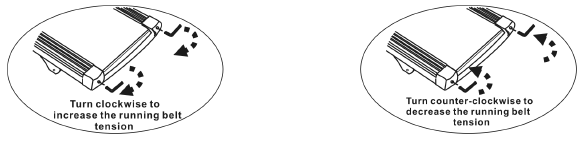 Turn clockwise to
increase the running belt
tension
Turn counter-clockwise to
decrease the running belt
tension